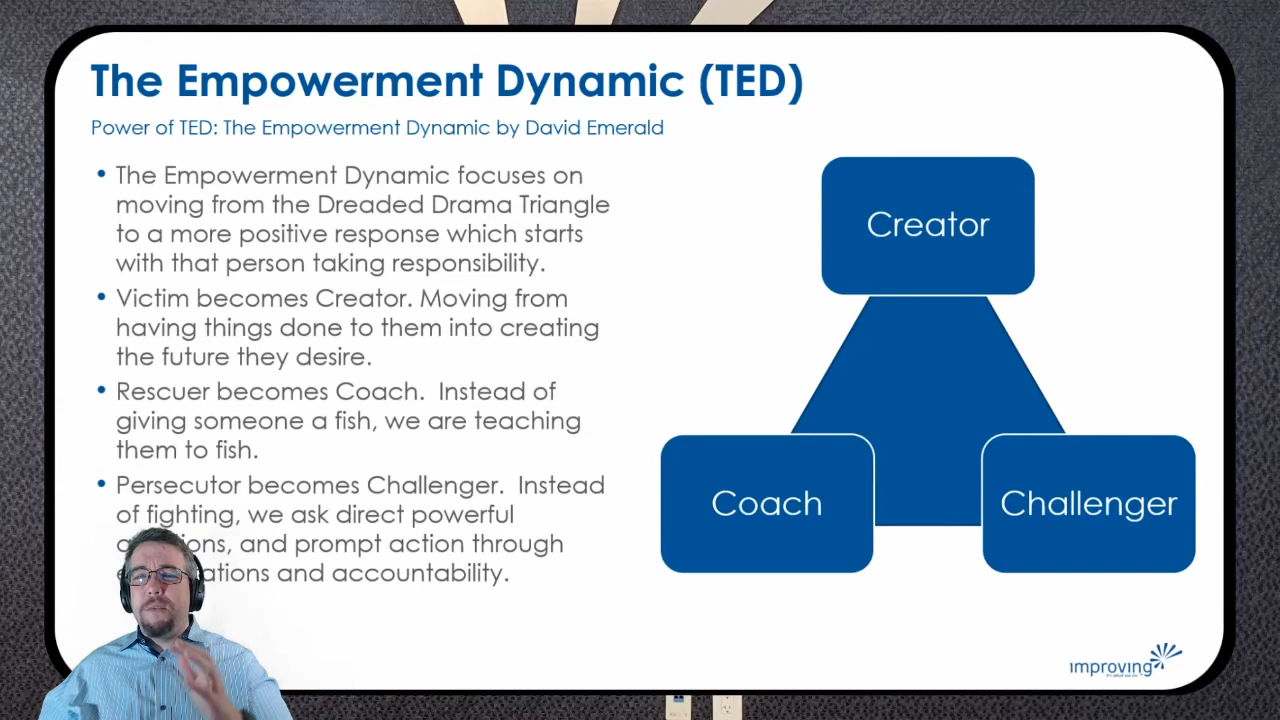 The Empowerment Dynamic (TED)
Power of TED: The Empowerment Dynamic by David Emerald
• The Empowerment Dynamic focuses on
moving from the Dreaded Drama Triangle
to a more positive response which starts
with that person taking responsibility.
• Victim becomes Creator. Moving from
having things done to them into creating
the future they desire.
• Rescuer becomes Coach.  Instead of
giving someone a fish, we are teaching
them to fish.
• Persecutor becomes Challenger.  Instead
of fighting, we ask direct powerful
and prompt action through
and accountability.
Creator
Coach
Challenger
improving